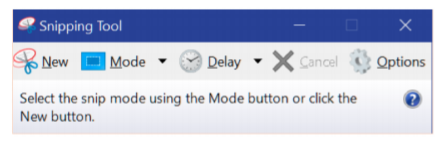 Snipping Tool
New Mode Delay Cancel Options
Select the snip mode using the Mode button or click the
New button.